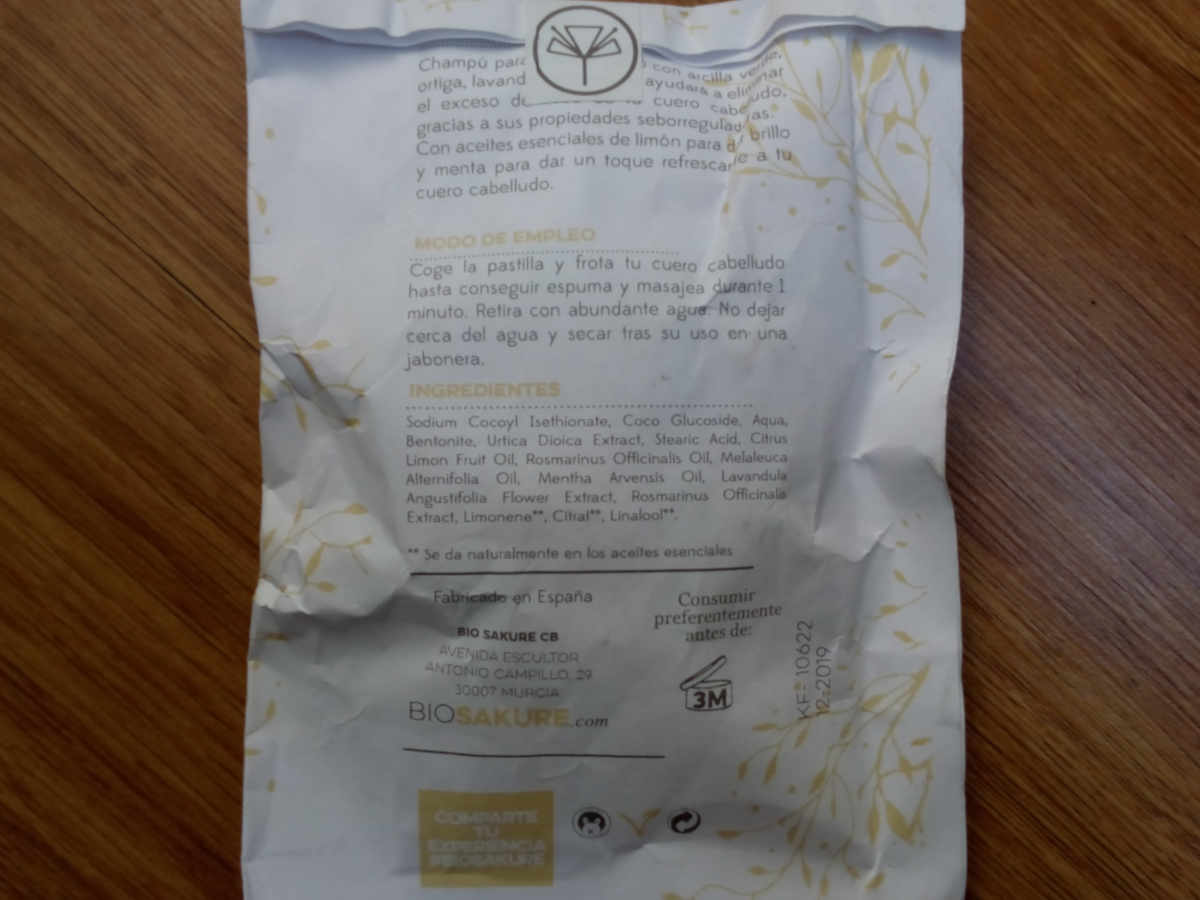 Champú para con arcilla verde,
ortiga, lavand ayudará a eliminar
el exceso de cuero cabelludo,
gracias a sus propiedades seborreguladoras.
Con aceites esenciales de limón para dar brillo
y menta para dar un toque refrescante a tu
cuero cabelludo.
MODO DE EMPLEO
Coge la pastilla y frota tu cuero cabelludo
hasta conseguir espuma y masajea durante 1
minuto. Retira con abundante agua. No dejar
cerca del agua y secar tras su uso en una
jabonera.
INGREDIENTES
Sodium Cocoyl Isethionate, Coco Glucoside, Aqua,
Bentonite, Urtica Dioica Extract, Stearic Acid, Citrus
Limon Fruit Oil, Rosmarinus Officinalis Oil, Melaleuca
Alternifolia Oil, Mentha Arvensis Oil, Lavandula
Angustifolia Flower Extract, Rosmarinus Officinalis
Extract, Limonene**, Citral**, Linalool**.
** Se da naturalmente en los aceites esenciales
Fabricado en España
BIO SAKURE CB
AVENIDA ESCULTOR
ANTONIO CAMPILLO, 29
30007 MURCIA
BIOSAKURE.com
Consumir
preferentemente
antes de:
3M
KF-10622
12-2019
COMPARTE
TU
EXPERIENCIA
#BIOSAKURE